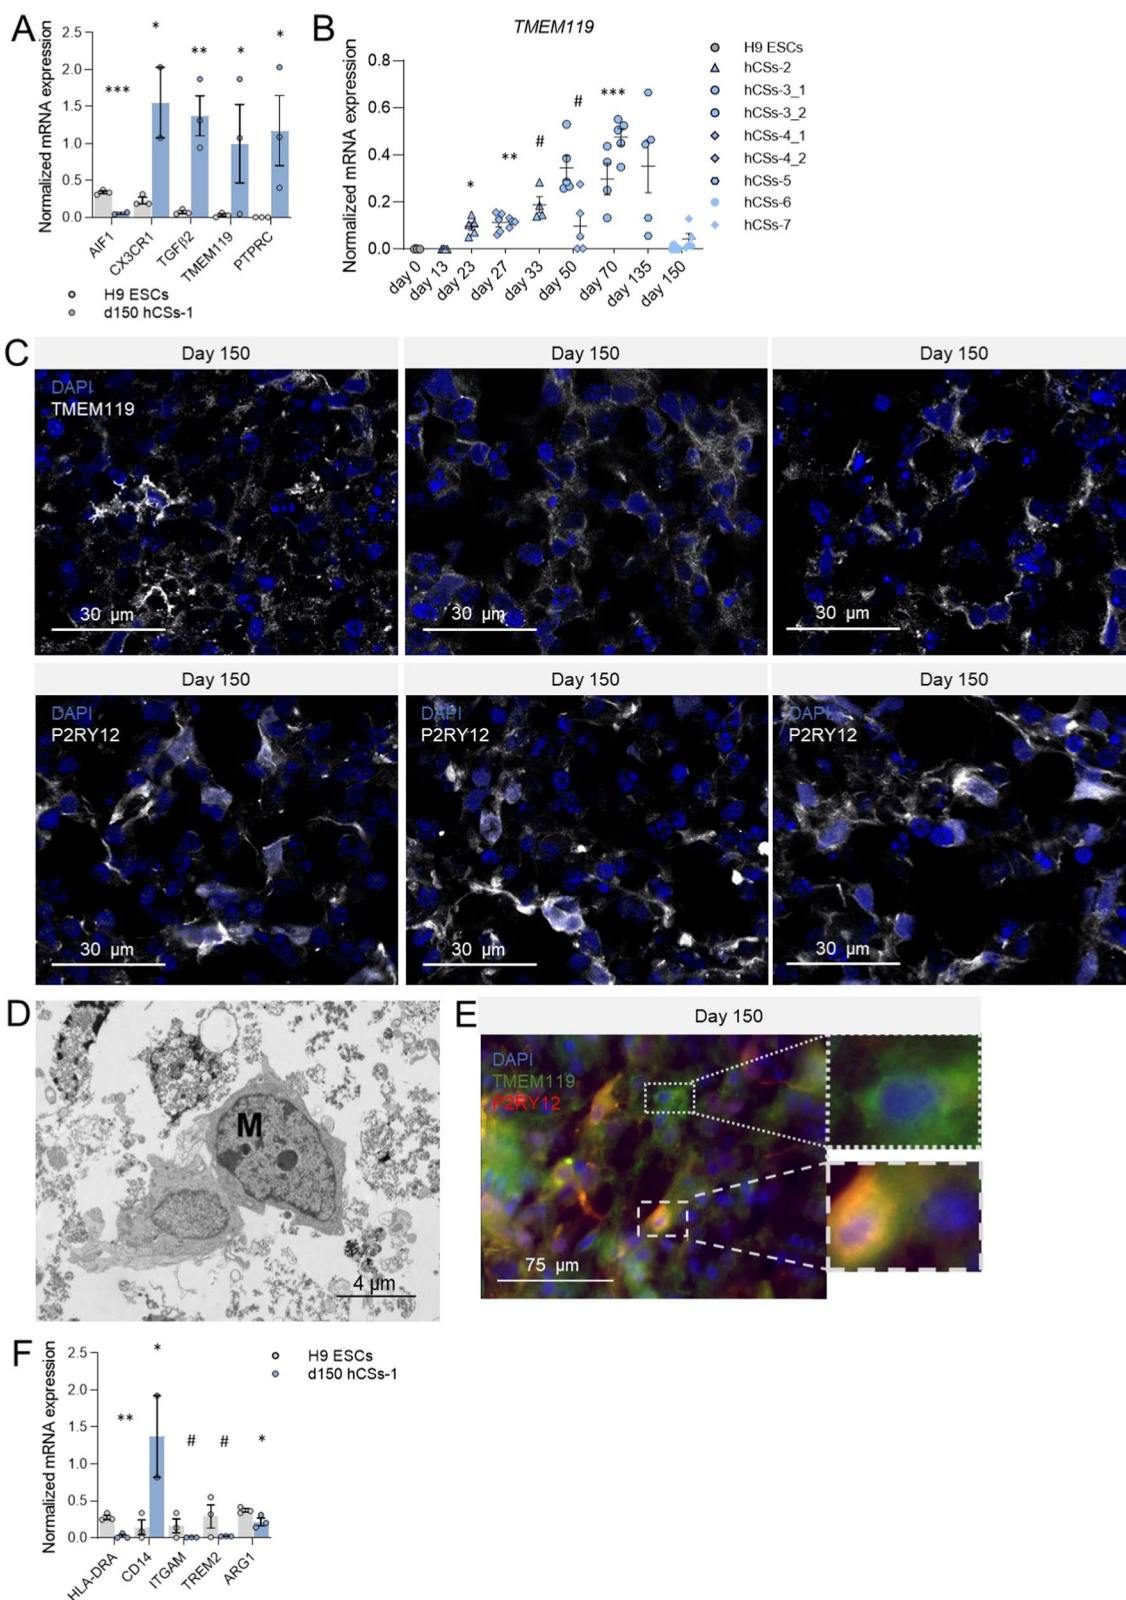 A
Normalized mRNA expression
2.5
2.0
1.5
1.0
0.5
0.0
***
*
**
*
*
AIF1
CX3CR1
TGFβ2
TMEM119
PTPRC
H9 ESCs
d150 hCSs-1
B
TMEM119
Normalized mRNA expression
0.8
0.6
0.4
0.2
0.0
*
**
#
#
***
day 0
day 13
day 23
day 27
day 33
day 50
day 70
day 135
day 150
H9 ESCs
hCSs-2
hCSs-3_1
hCSs-3_2
hCSs-4_1
hCSs-4_2
hCSs-5
hCSs-6
hCSs-7
C
Day 150
Day 150
Day 150
DAPI
TMEM119
30 μm
30 μm
30 μm
Day 150
Day 150
Day 150
DAPI
P2RY12
DAPI
P2RY12
DAPI
P2RY12
30 μm
30 μm
30 μm
D
M
4 μm
E
Day 150
DAPI
TMEM119
P2RY12
75 μm
F
Normalized mRNA expression
2.5
2.0
1.5
1.0
0.5
0.0
**
*
#
#
*
HLA-DRA
CD14
ITGAM
TREM2
ARG1
H9 ESCs
d150 hCSs-1